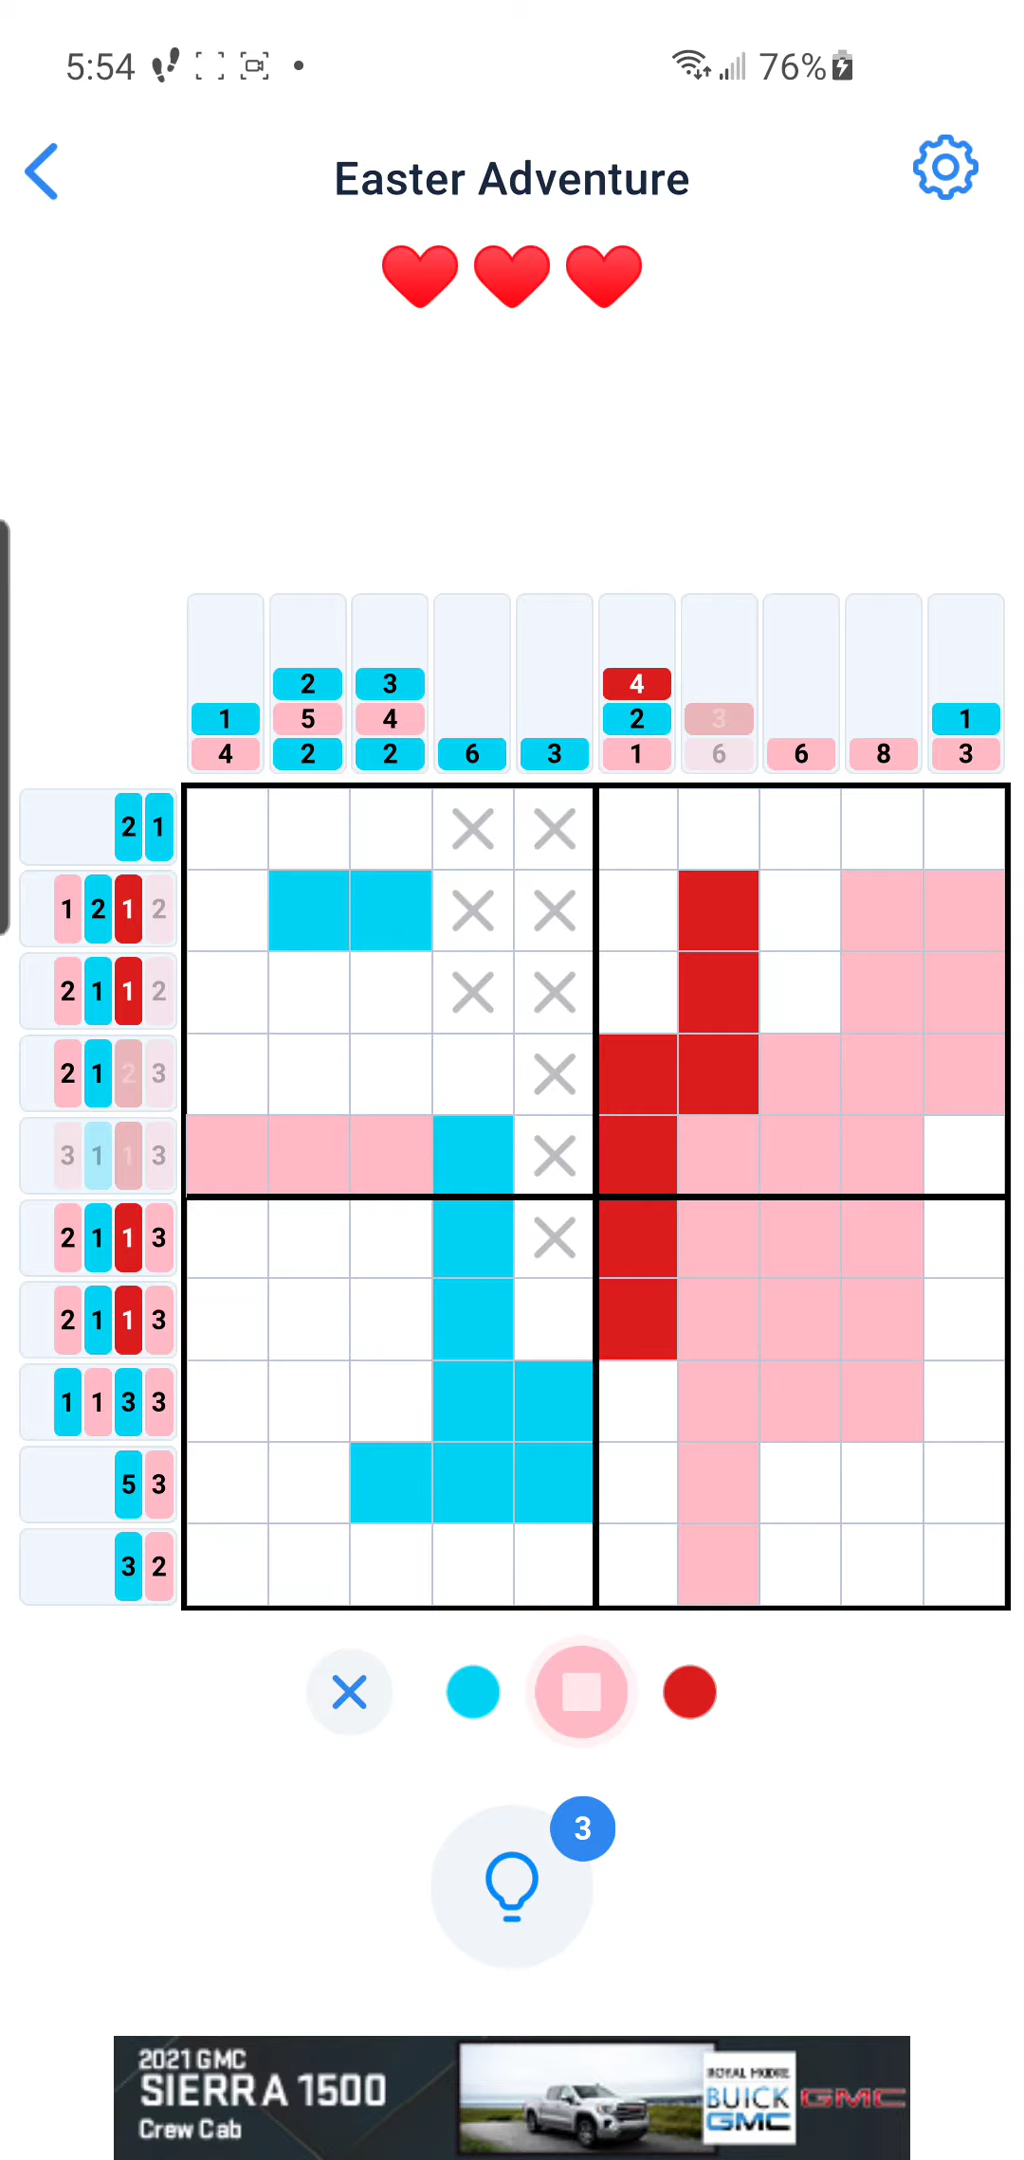 5:54
76%
Easter Adventure
2 3 4
1 5 4 2 3 1
4 2 2 6 3 1 6 6 8 3
2 1
1 2 1 2
2 1 1 2
2 1 2 3
3 1 1 3
2 1 1 3
2 1 1 3
1 1 3 3
5 3
3 2
3
2021 GMC
SIERRA 1500
Crew Cab
ROYAL MOORE
BUICK
GMC
GMC